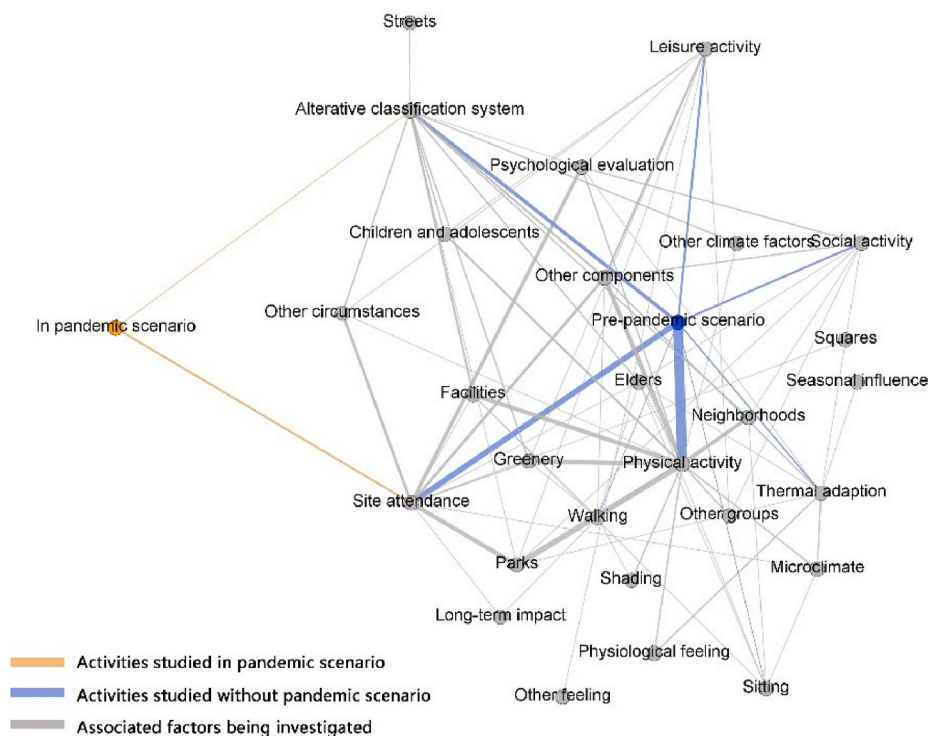 Streets
Leisure activity
Alterative classification system
Psychological evaluation
Children and adolescents
Other climate factors
Social activity
Other components
Other circumstances
In pandemic scenario
Pre-pandemic scenario
Squares
Elders
Seasonal influence
Facilities
Neighborhoods
Greenery
Physical activity
Site attendance
Thermal adaption
Walking
Other groups
Parks
Shading
Microclimate
Long-term impact
Physiological feeling
Other feeling
Sitting
Activities studied in pandemic scenario
Activities studied without pandemic scenario
Associated factors being investigated